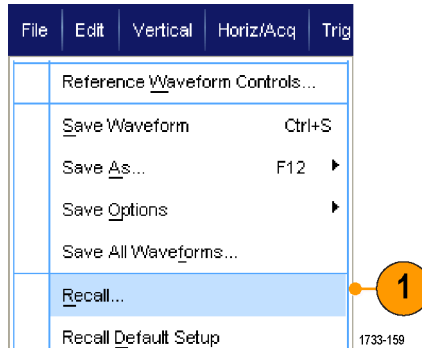 File Edit Vertical Horiz/Acq Trig
Reference Waveform Controls...
Save Waveform Ctrl+S
Save As... F12
Save Options
Save All Waveforms...
Recall... 1
Recall Default Setup 1733-159